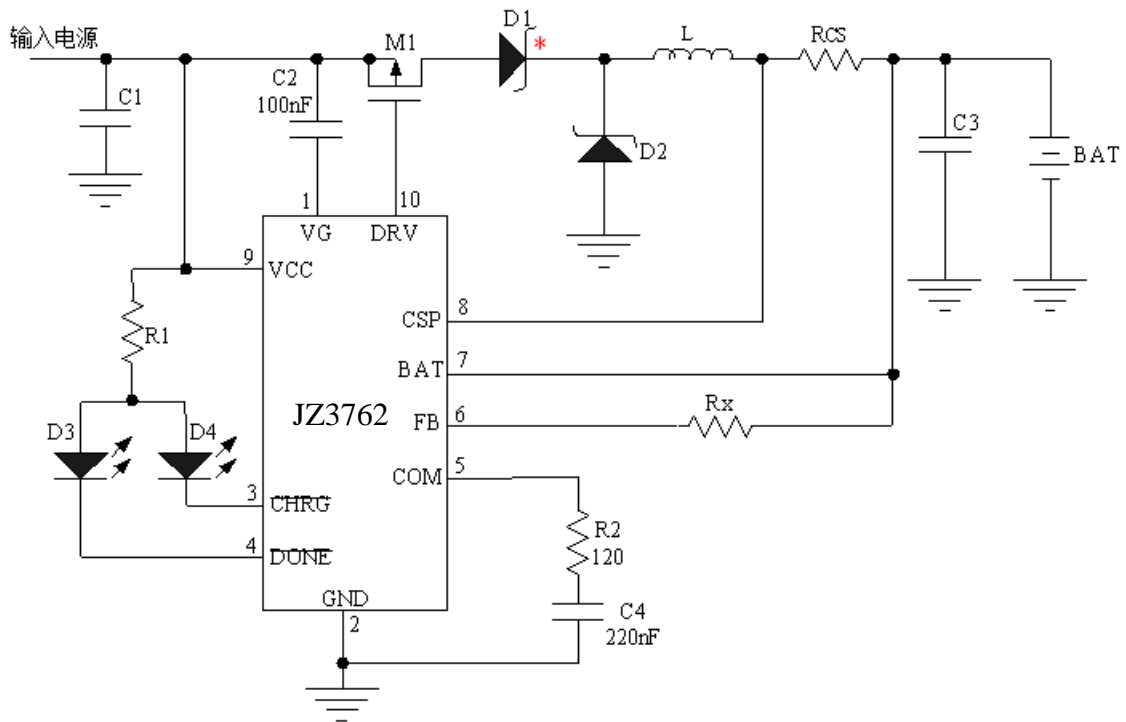 输入电源
C1
C2
100nF
M1
D1
*
L
RCS
D2
C3
BAT
1
10
VG
DRV
9
VCC
R1
CSP
8
BAT
7
JZ3762
FB
6
Rx
D3
D4
COM
5
3
CHRG
R2
120
4
DONE
GND
2
C4
220nF